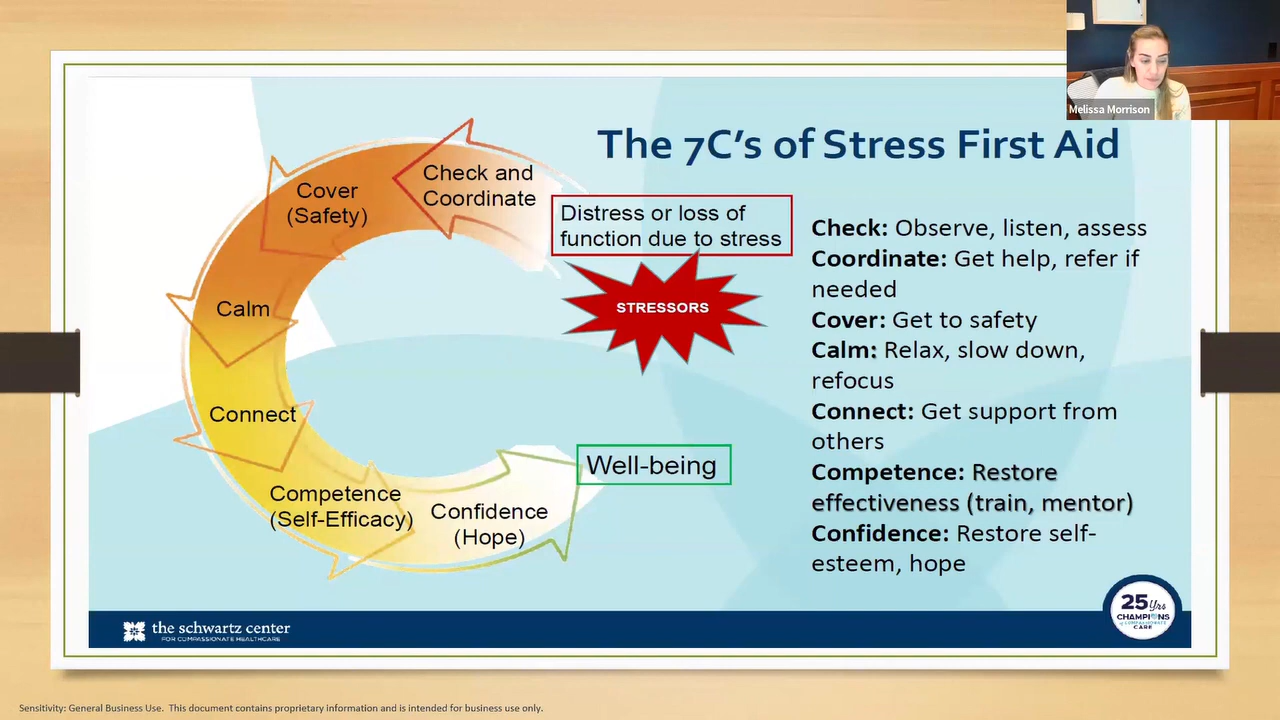 Melissa Morrison
The 7C's of Stress First Aid
Check and
Coordinate
Cover
(Safety)
Calm
Connect
Competence
(Self-Efficacy)
Confidence
(Hope)
Distress or loss of
function due to stress
STRESSORS
Well-being
Check: Observe, listen, assess
Coordinate: Get help, refer if
needed
Cover: Get to safety
Calm: Relax, slow down,
refocus
Connect: Get support from
others
Competence: Restore
effectiveness (train, mentor)
Confidence: Restore self-
esteem, hope
the schwartz center
FOR COMPASSIONATE HEALTHCARE
25 Yrs
CHAMPIONS
of COMPASSIONATE
CARE
Sensitivity: General Business Use. This document contains proprietary information and is intended for business use only.